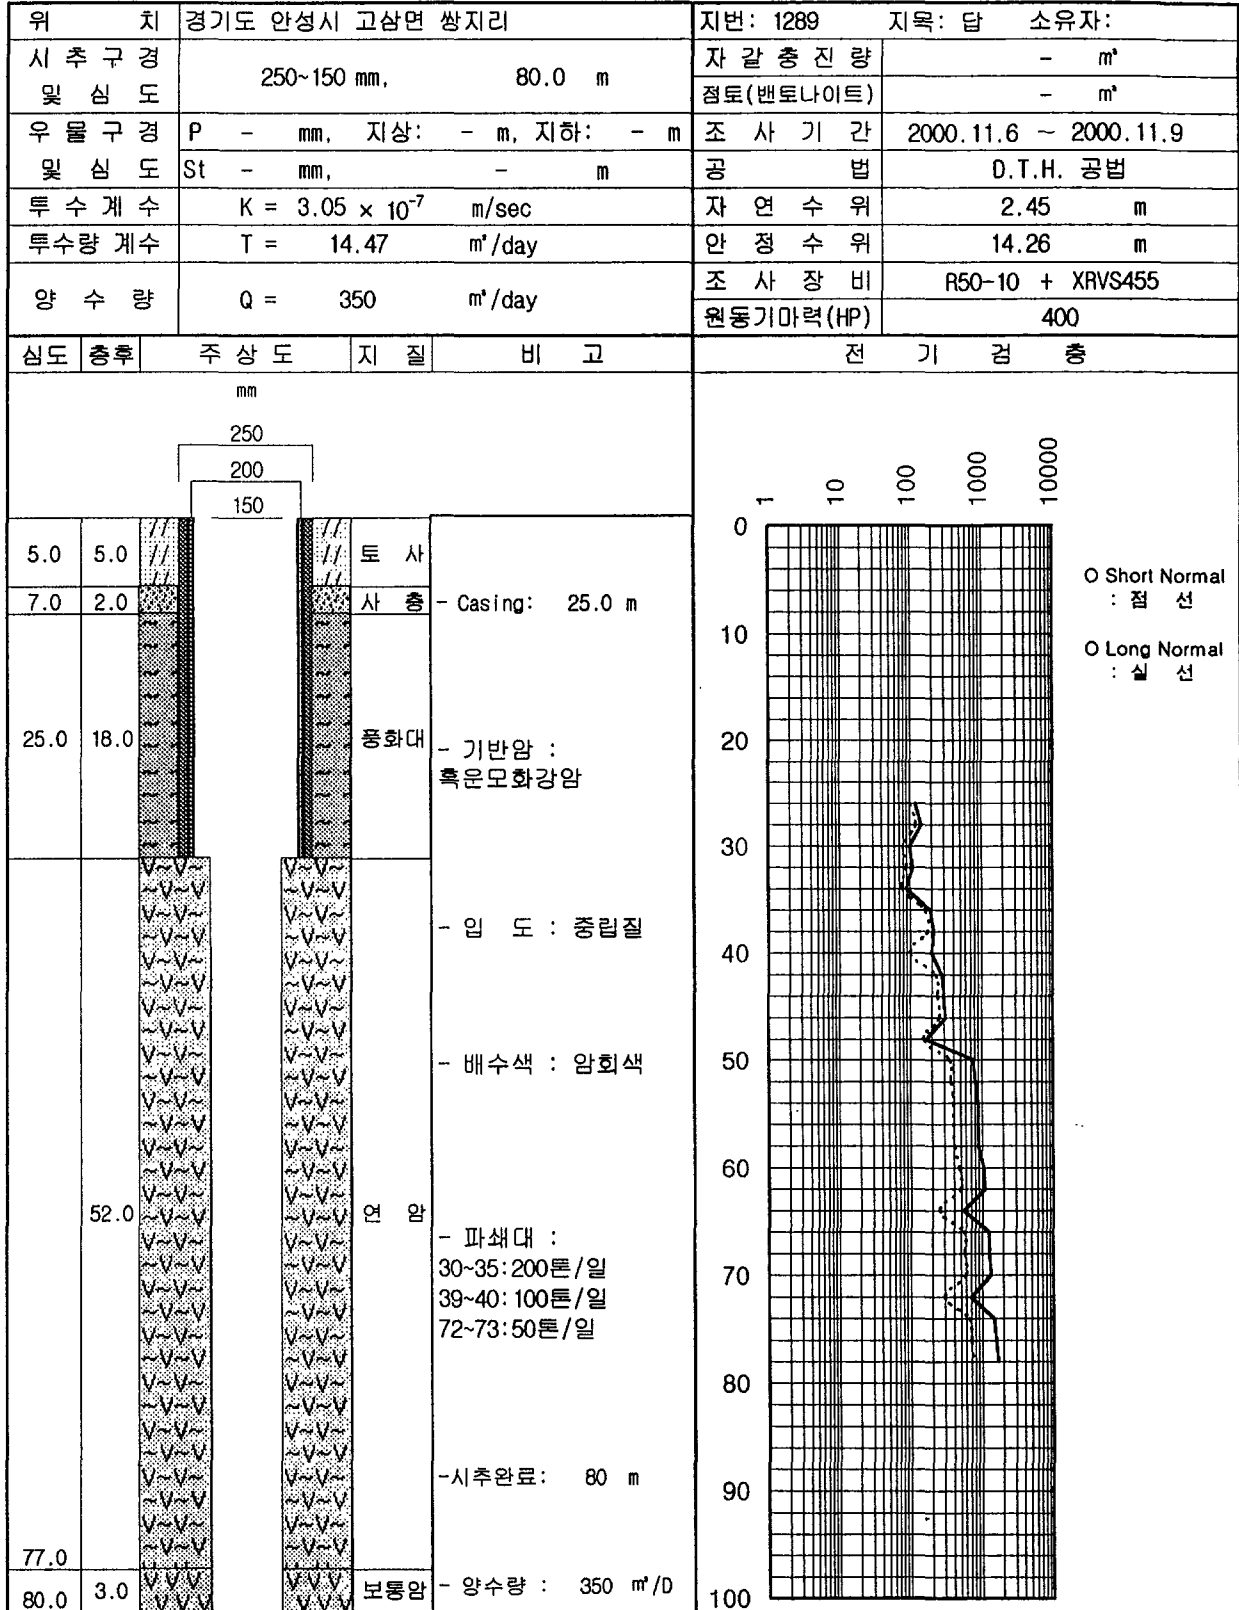 위 치 경기도 안성시 고삼면 쌍지리 지번: 1289 지목: 답 소유자:
시 추 구 경 및 심 도 250~150 mm, 80.0 m 자 갈 충 진 량 - m³
점토(밴토나이트) - m³
우 물 구 경 및 심 도 P - mm, 지상: - m, 지하: - m 조 사 기 간 2000.11.6 ~ 2000.11.9
St - mm, - m 공 법 D.T.H. 공법
투 수 계 수 K = 3.05 × 10⁻⁷ m/sec 자 연 수 위 2.45 m
투수량 계수 T = 14.47 m³/day 안 정 수 위 14.26 m
양 수 량 Q = 350 m³/day 조 사 장 비 R50-10 + XRVS455
원동기마력(HP) 400
심도 층후 주 상 도 지 질 비 고 전 기 검 층
mm
250
200
150
5.0 5.0 토 사
7.0 2.0 사 층 - Casing: 25.0 m
25.0 18.0 풍화대 - 기반암 :
흑운모화강암
- 입 도 : 중립질
- 배수색 : 암회색
52.0 연 암
- 파쇄대 :
30~35:200톤/일
39~40:100톤/일
72~73:50톤/일
-시추완료: 80 m
77.0
80.0 3.0 보통암 - 양수량 : 350 m³/D
1 10 100 1000 10000
0
10
20
30
40
50
60
70
80
90
100
O Short Normal
: 점 선
O Long Normal
: 실 선